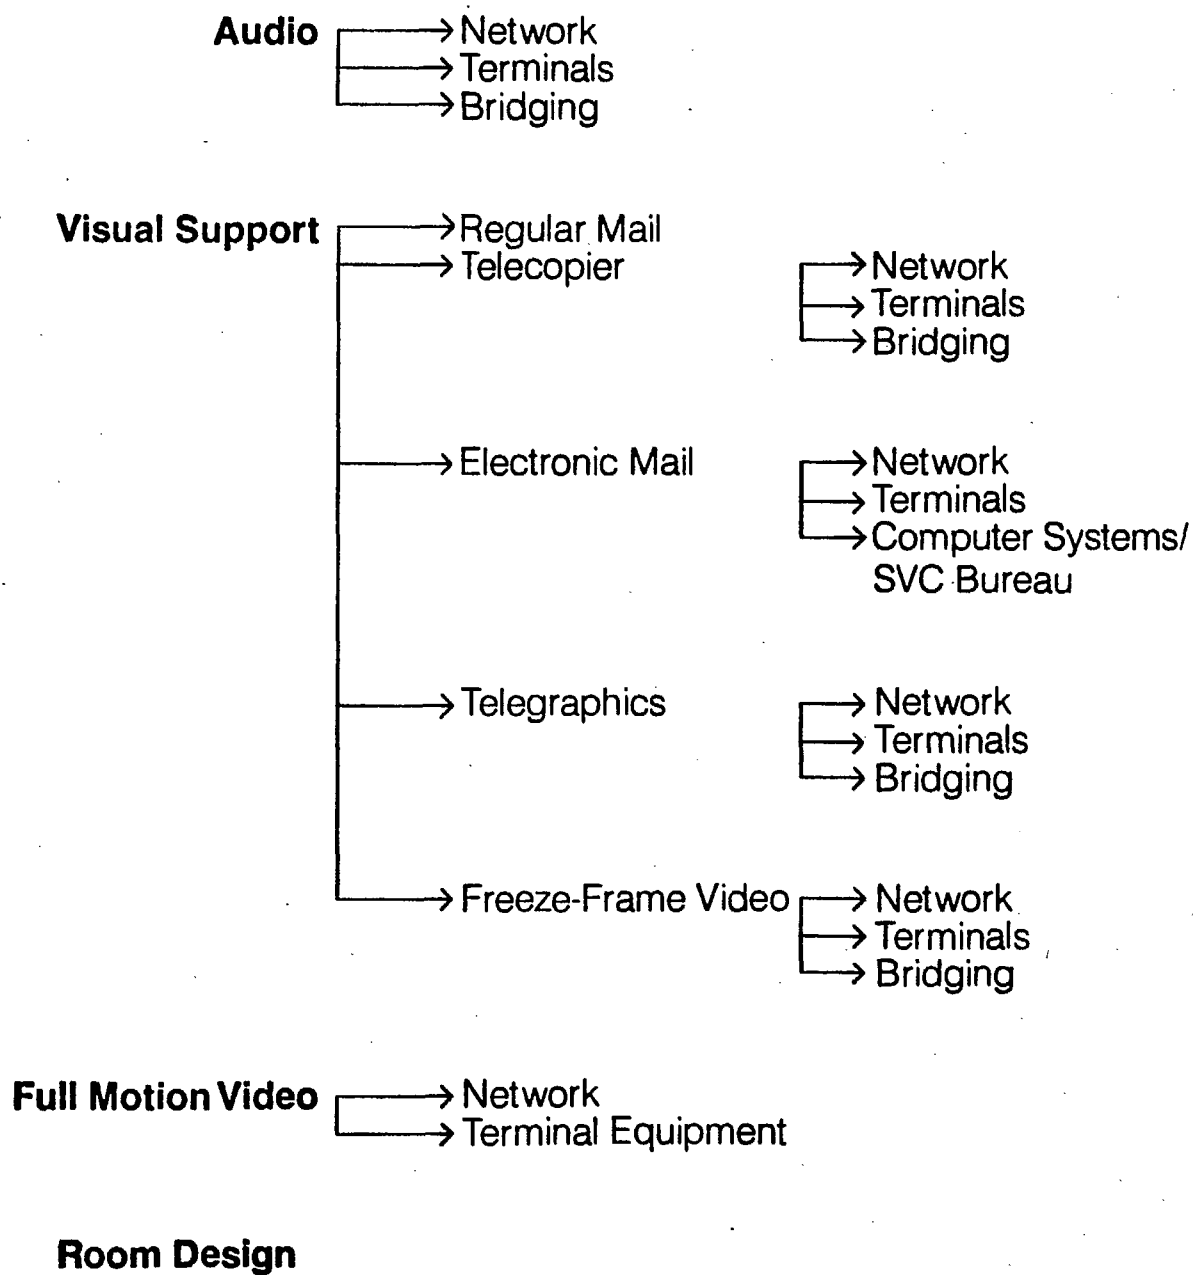 Audio
Network
Terminals
Bridging
Visual Support
Regular Mail
Telecopier
Network
Terminals
Bridging
Electronic Mail
Network
Terminals
Computer Systems/
SVC Bureau
Telegraphics
Network
Terminals
Bridging
Freeze-Frame Video
Network
Terminals
Bridging
Full Motion Video
Network
Terminal Equipment
Room Design